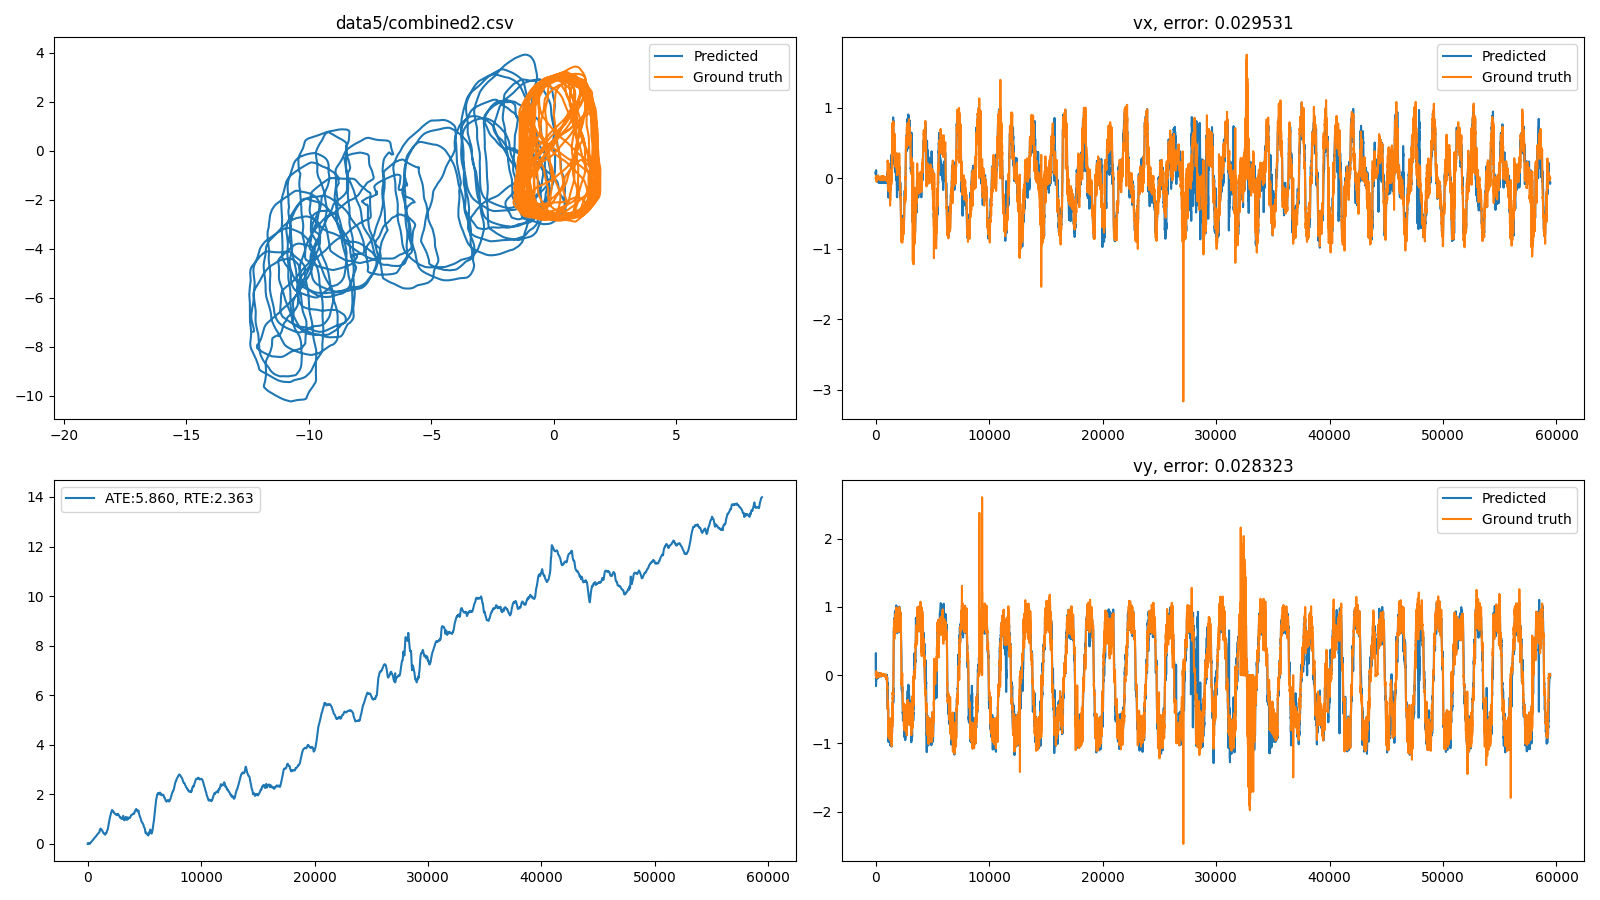 data5/combined2.csv
Predicted
Ground truth
4
2
0
−2
−4
−6
−8
−10
−20 −15 −10 −5 0 5
vx, error: 0.029531
Predicted
Ground truth
1
0
−1
−2
−3
0 10000 20000 30000 40000 50000 60000
ATE:5.860, RTE:2.363
14
12
10
8
6
4
2
0
0 10000 20000 30000 40000 50000 60000
vy, error: 0.028323
Predicted
Ground truth
2
1
0
−1
−2
0 10000 20000 30000 40000 50000 60000